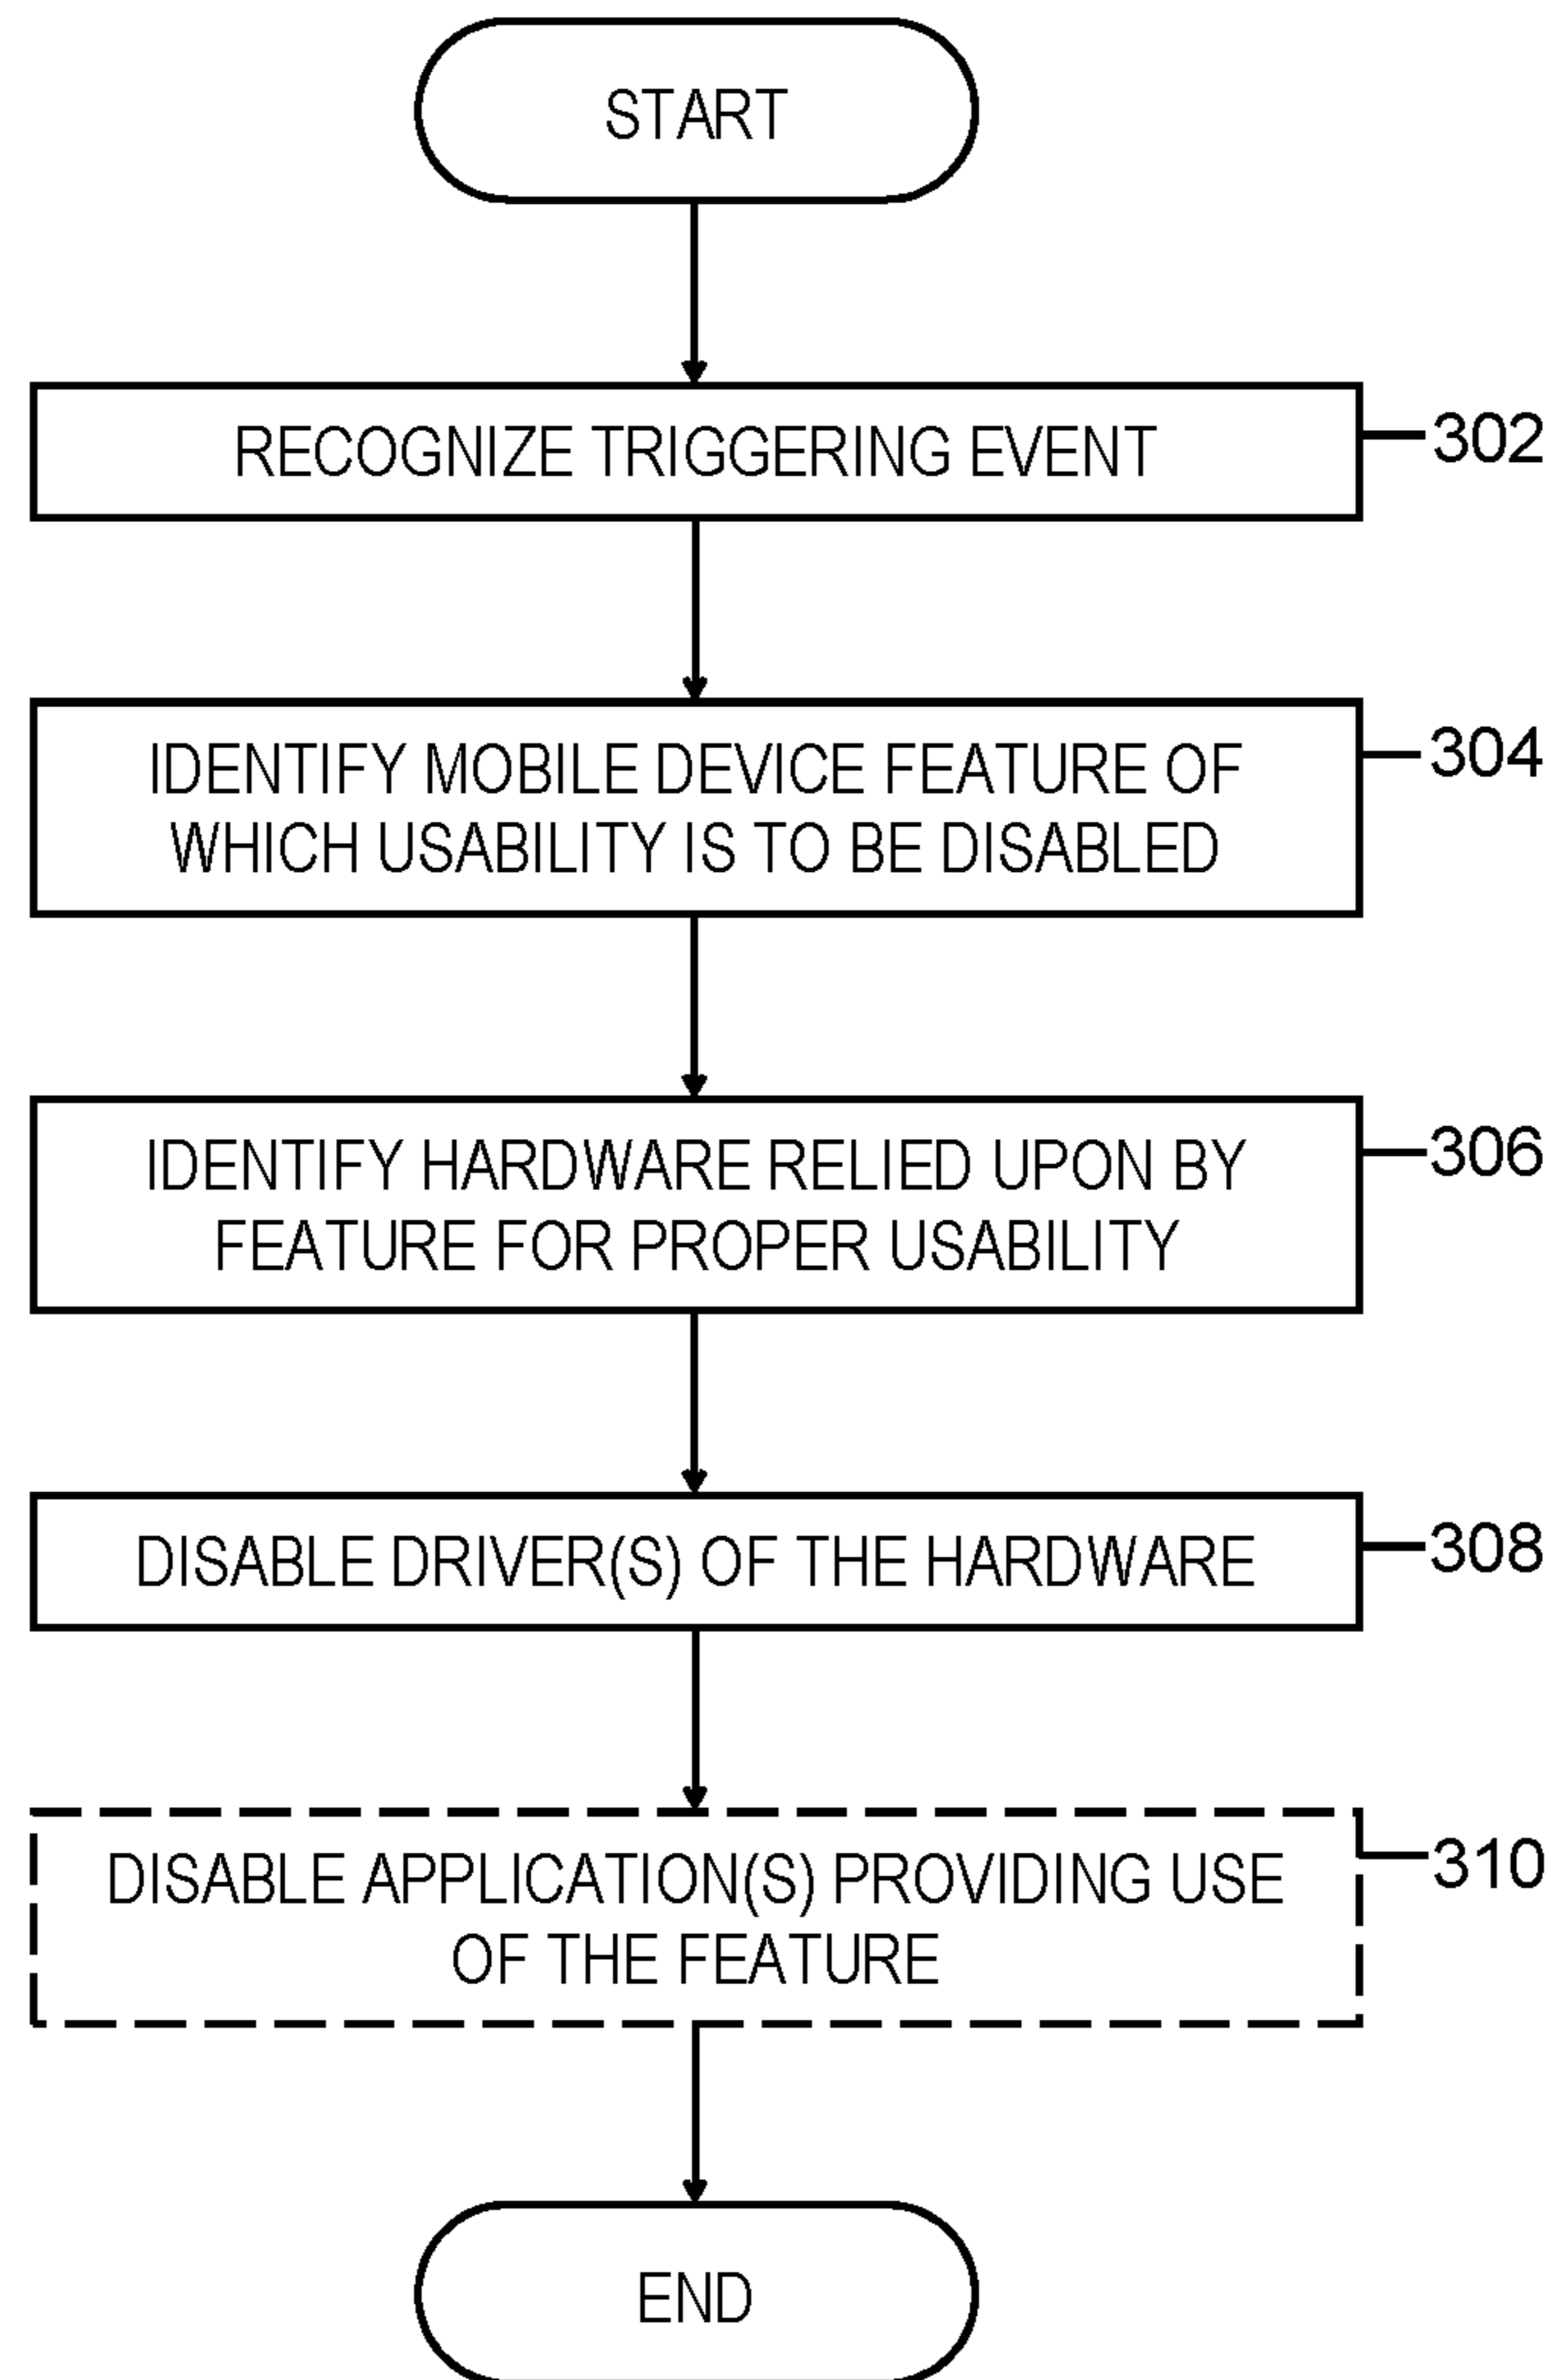 START
RECOGNIZE TRIGGERING EVENT
302
IDENTIFY MOBILE DEVICE FEATURE OF
WHICH USABILITY IS TO BE DISABLED
304
IDENTIFY HARDWARE RELIED UPON BY
FEATURE FOR PROPER USABILITY
306
DISABLE DRIVER(S) OF THE HARDWARE
308
DISABLE APPLICATION(S) PROVIDING USE
OF THE FEATURE
310
END